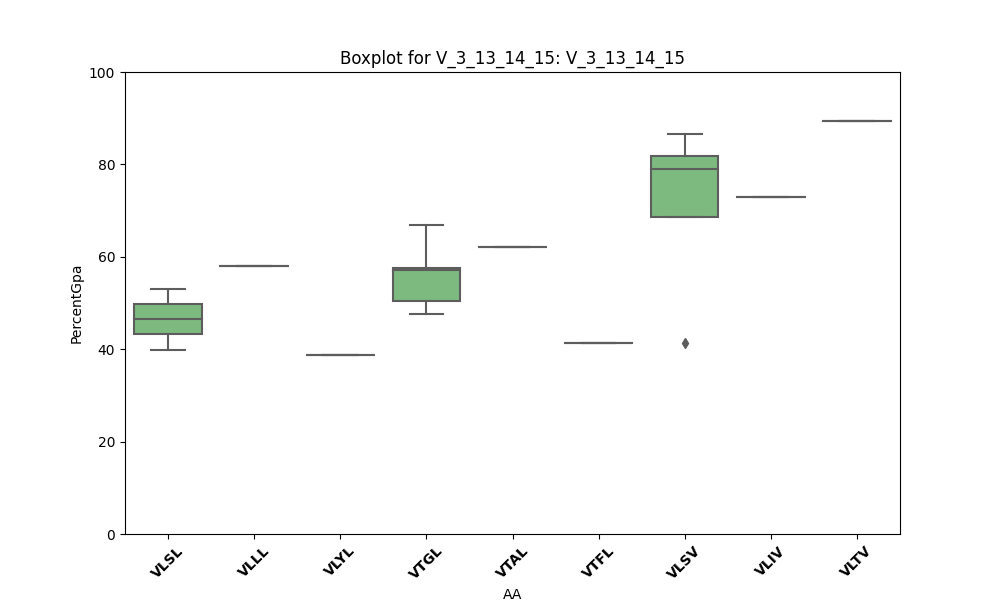 Boxplot for V_3_13_14_15: V_3_13_14_15
100
80
60
40
20
0
PercentGpa
VLSL
VLLL
VLYL
VTGL
VTAL
VTFL
VLSV
VLIV
VLTV
AA